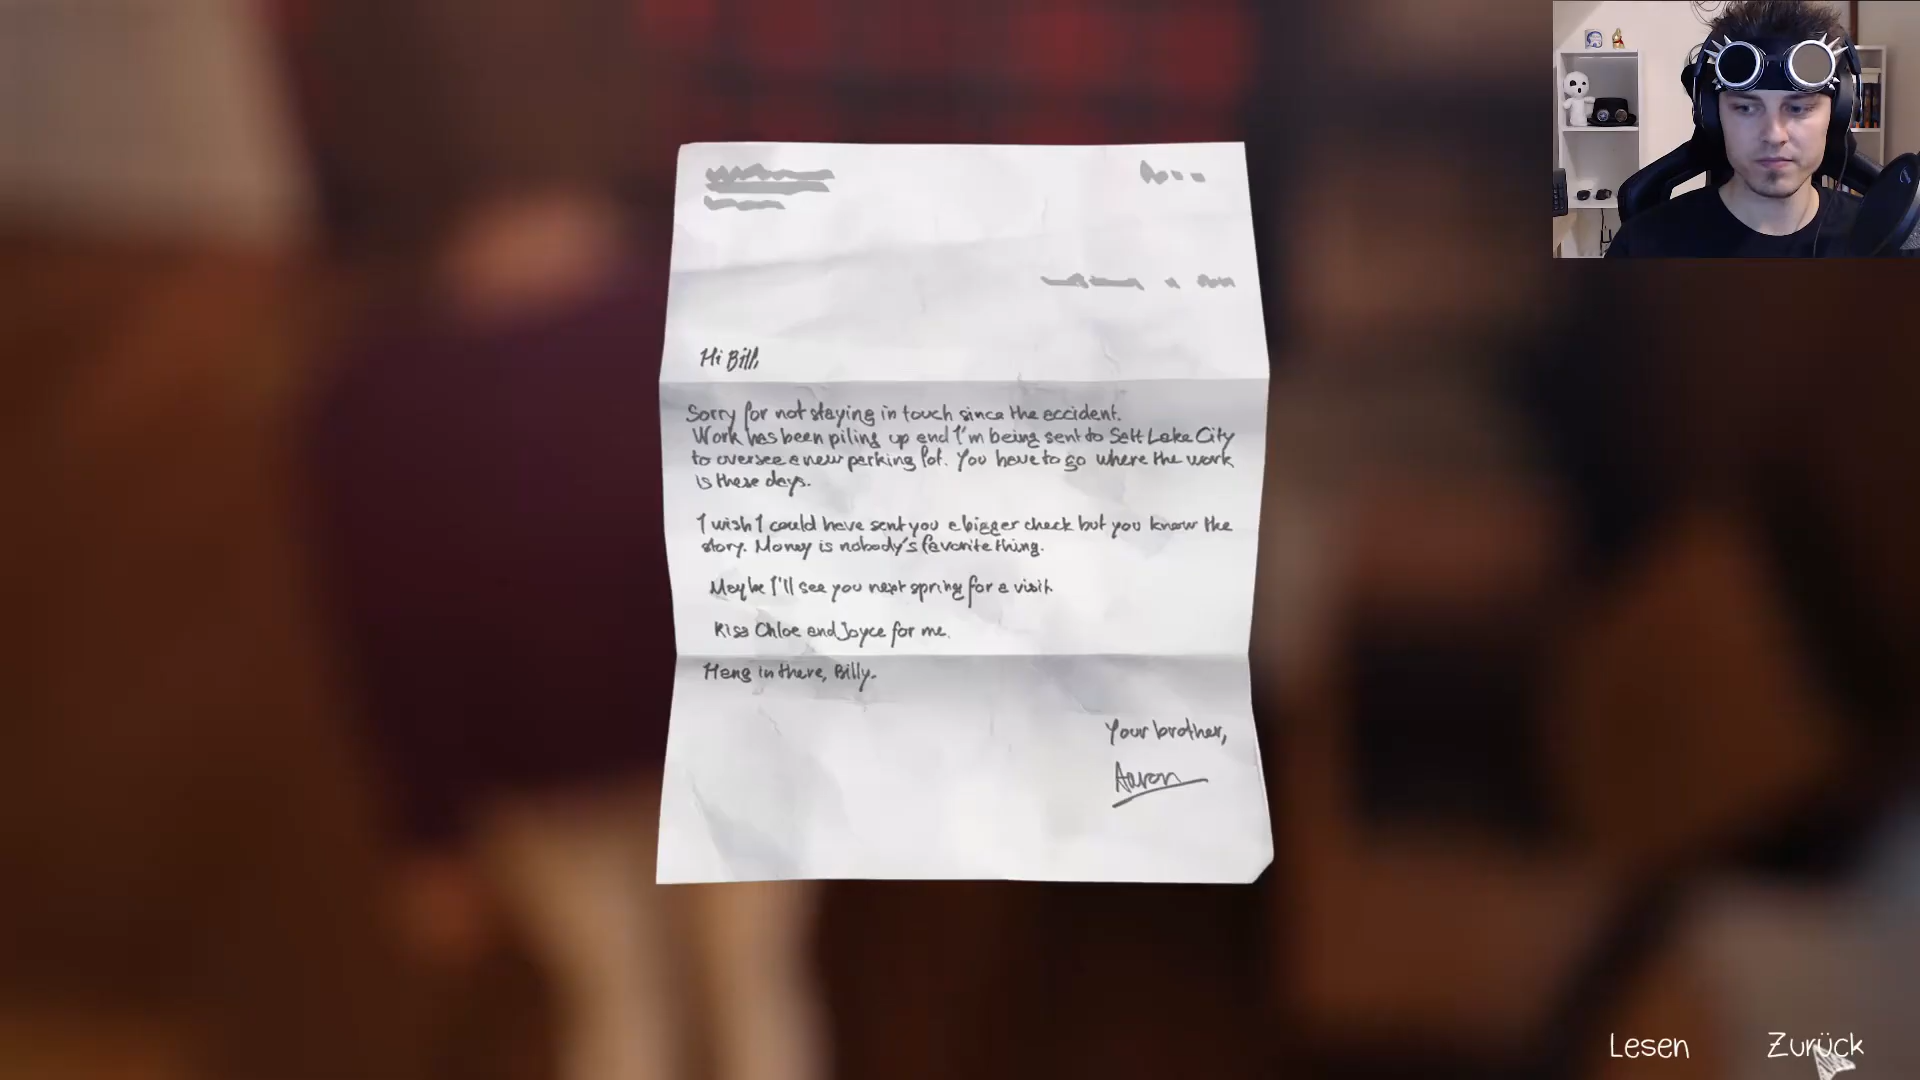 Hi Bill,
Sorry for not staying in touch since the accident.
Work has been piling up and I'm being sent to Salt Lake City
to oversee a new parking lot. You have to go where the work
is these days.
I wish I could have sent you a bigger check but you know the
story. Money is nobody's favorite thing.
Maybe I'll see you next spring for a visit.
Kiss Chloe and Joyce for me.
Hang in there, Billy.
Your brother,
Aaron
Lesen
Zurück